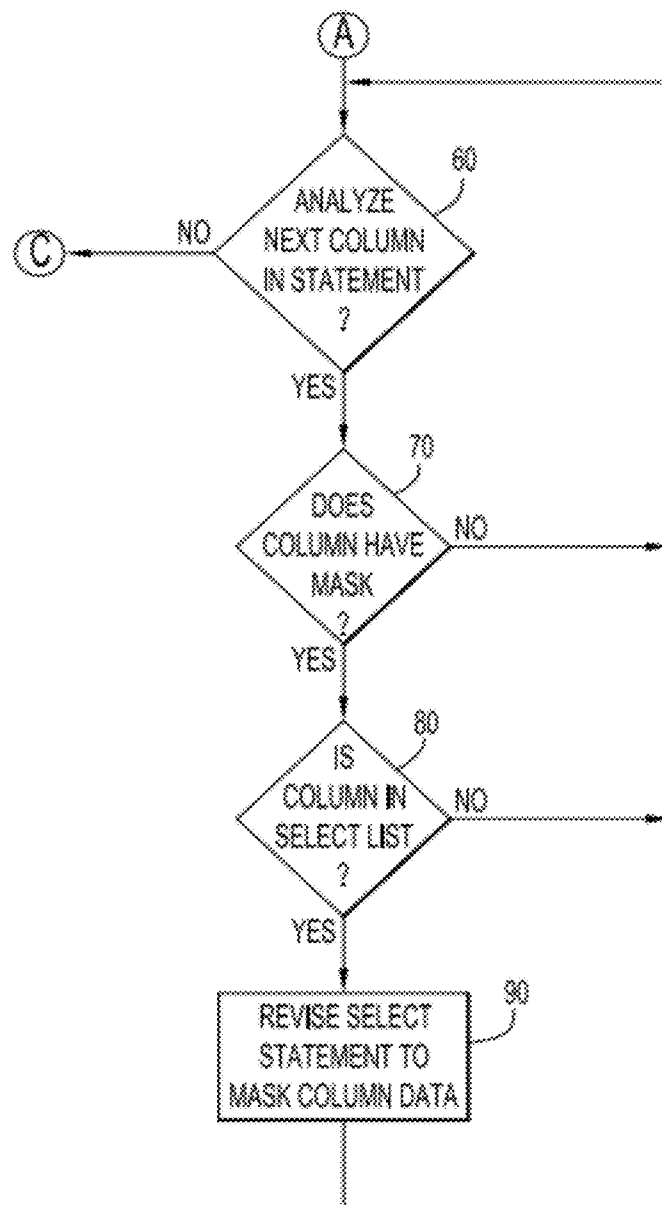 A
60
ANALYZE
NEXT COLUMN
IN STATEMENT
?
NO
C
YES
70
DOES
COLUMN HAVE
MASK
?
NO
YES
80
IS
COLUMN IN
SELECT LIST
?
NO
YES
90
REVISE SELECT
STATEMENT TO
MASK COLUMN DATA